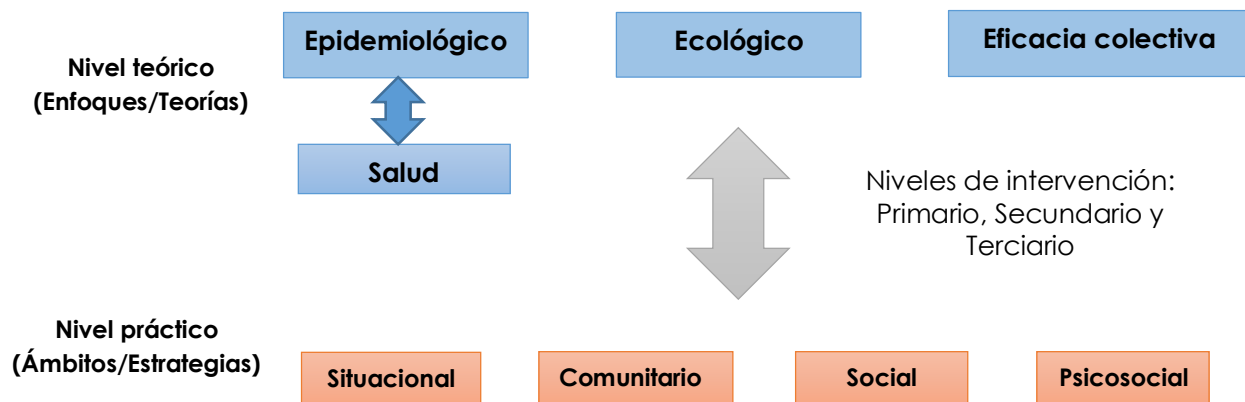 Nivel teórico
(Enfoques/Teorías)
Epidemiológico
Ecológico
Eficacia colectiva
Salud
Niveles de intervención:
Primario, Secundario y
Terciario
Nivel práctico
(Ámbitos/Estrategias)
Situacional
Comunitario
Social
Psicosocial